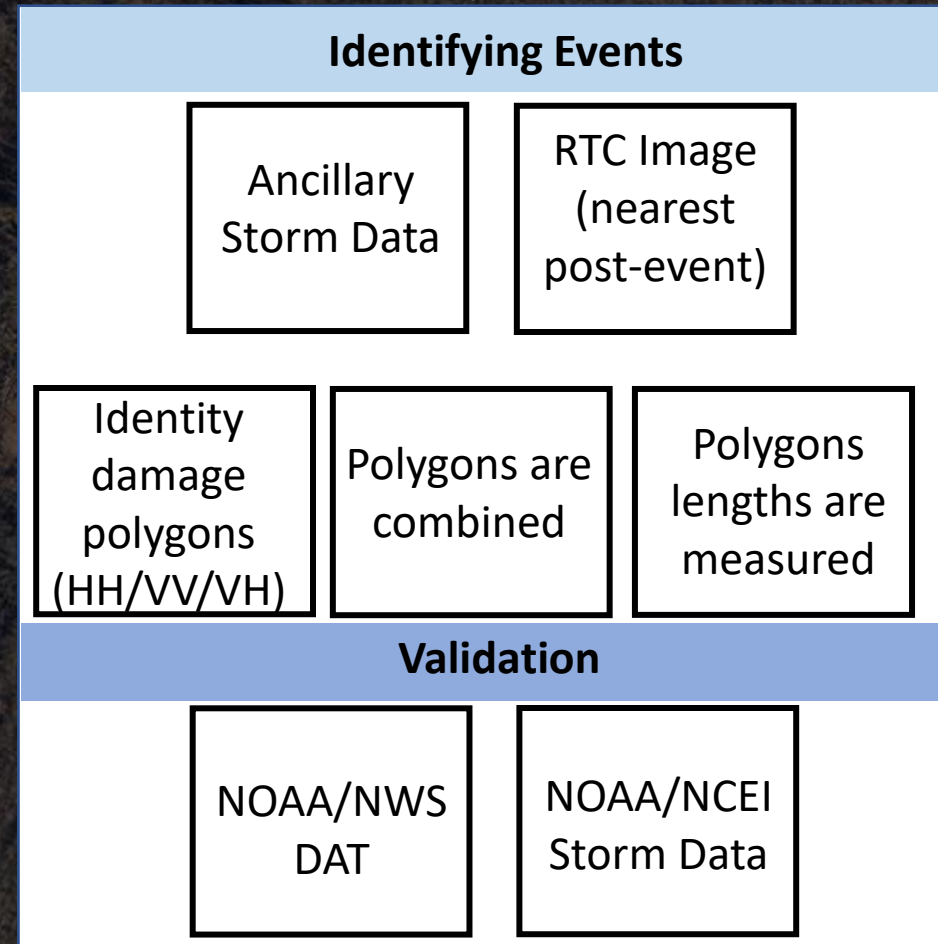 Identifying Events
Ancillary
Storm Data
RTC Image
(nearest
post-event)
Identity
damage
polygons
(HH/VV/VH)
Polygons are
combined
Polygons
lengths are
measured
Validation
NOAA/NWS
DAT
NOAA/NCEI
Storm Data